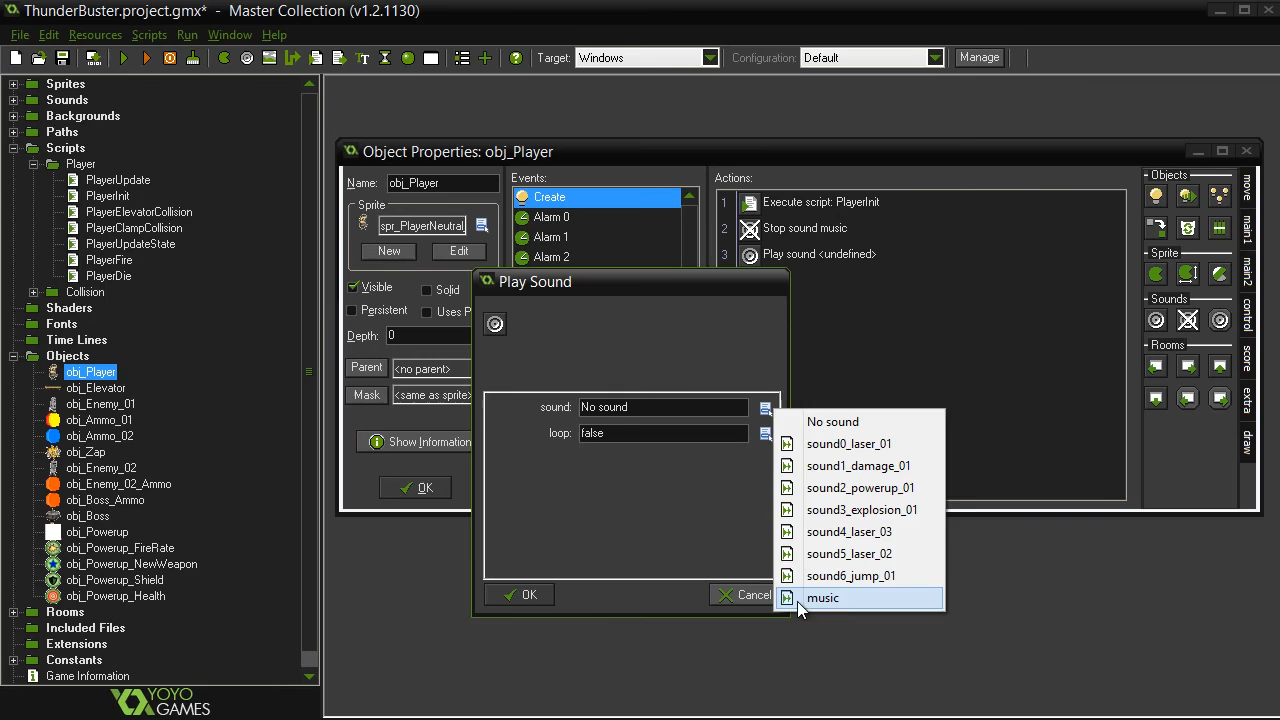 ThunderBuster.project.gmx* - Master Collection (v1.2.1130)
File Edit Resources Scripts Run Window Help
Target: Windows Configuration: Default Manage
Sprites
Sounds
Backgrounds
Paths
Scripts
Player
PlayerUpdate
PlayerInit
PlayerElevatorCollision
PlayerClampCollision
PlayerUpdateState
PlayerFire
PlayerDie
Collision
Shaders
Fonts
Time Lines
Objects
obj_Player
obj_Elevator
obj_Enemy_01
obj_Ammo_01
obj_Ammo_02
obj_Zap
obj_Enemy_02
obj_Enemy_02_Ammo
obj_Boss_Ammo
obj_Boss
obj_Powerup
obj_Powerup_FireRate
obj_Powerup_NewWeapon
obj_Powerup_Shield
obj_Powerup_Health
Rooms
Included Files
Extensions
Constants
Game Information
YOYO
GAMES
Object Properties: obj_Player
Name: obj_Player
Sprite
spr_PlayerNeutral
New Edit
Visible Solid
Persistent Uses P
Depth: 0
Parent <no parent>
Mask <same as sprite>
Show Information
OK
Events:
Create
Alarm 0
Alarm 1
Alarm 2
Actions:
1 Execute script: PlayerInit
2 Stop sound music
3 Play sound <undefined>
Objects
Sprite
Sounds
Rooms
move
main1
main2
control
score
extra
draw
Play Sound
sound: No sound
loop: false
OK Cancel
No sound
sound0_laser_01
sound1_damage_01
sound2_powerup_01
sound3_explosion_01
sound4_laser_03
sound5_laser_02
sound6_jump_01
music